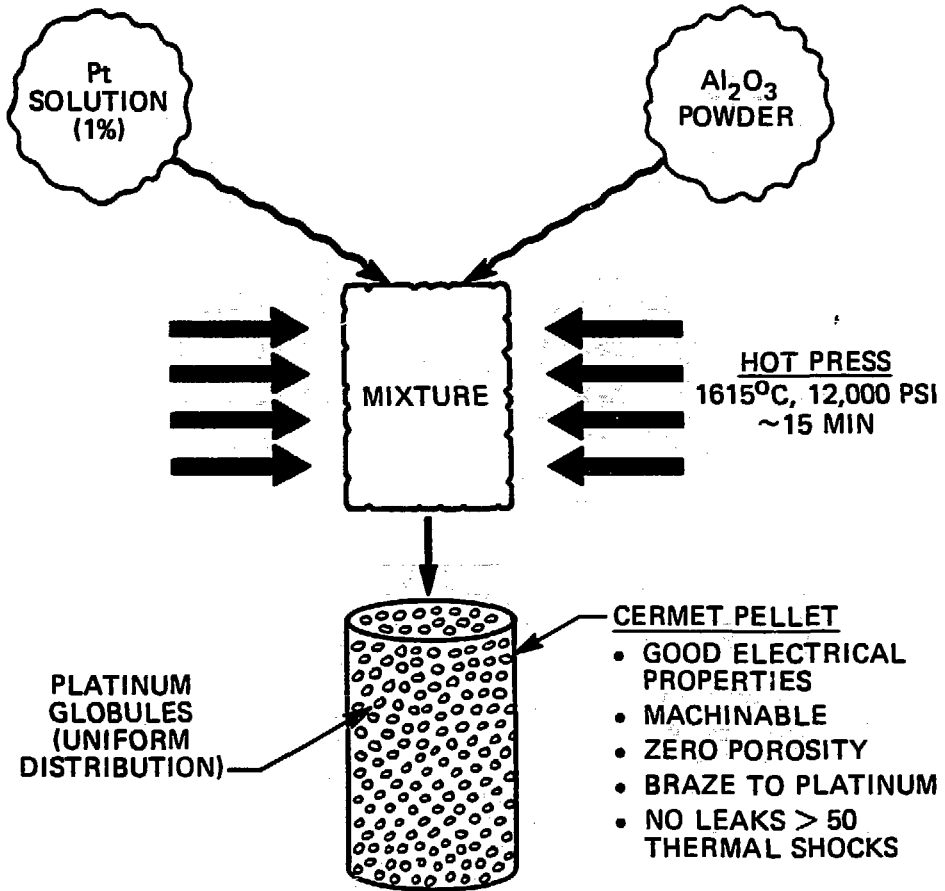 Pt
SOLUTION
(1%)
Al₂O₃
POWDER
MIXTURE
HOT PRESS
1615⁰C, 12,000 PSI
~15 MIN
PLATINUM
GLOBULES
(UNIFORM
DISTRIBUTION)
CERMET PELLET
• GOOD ELECTRICAL
PROPERTIES
• MACHINABLE
• ZERO POROSITY
• BRAZE TO PLATINUM
• NO LEAKS > 50
THERMAL SHOCKS